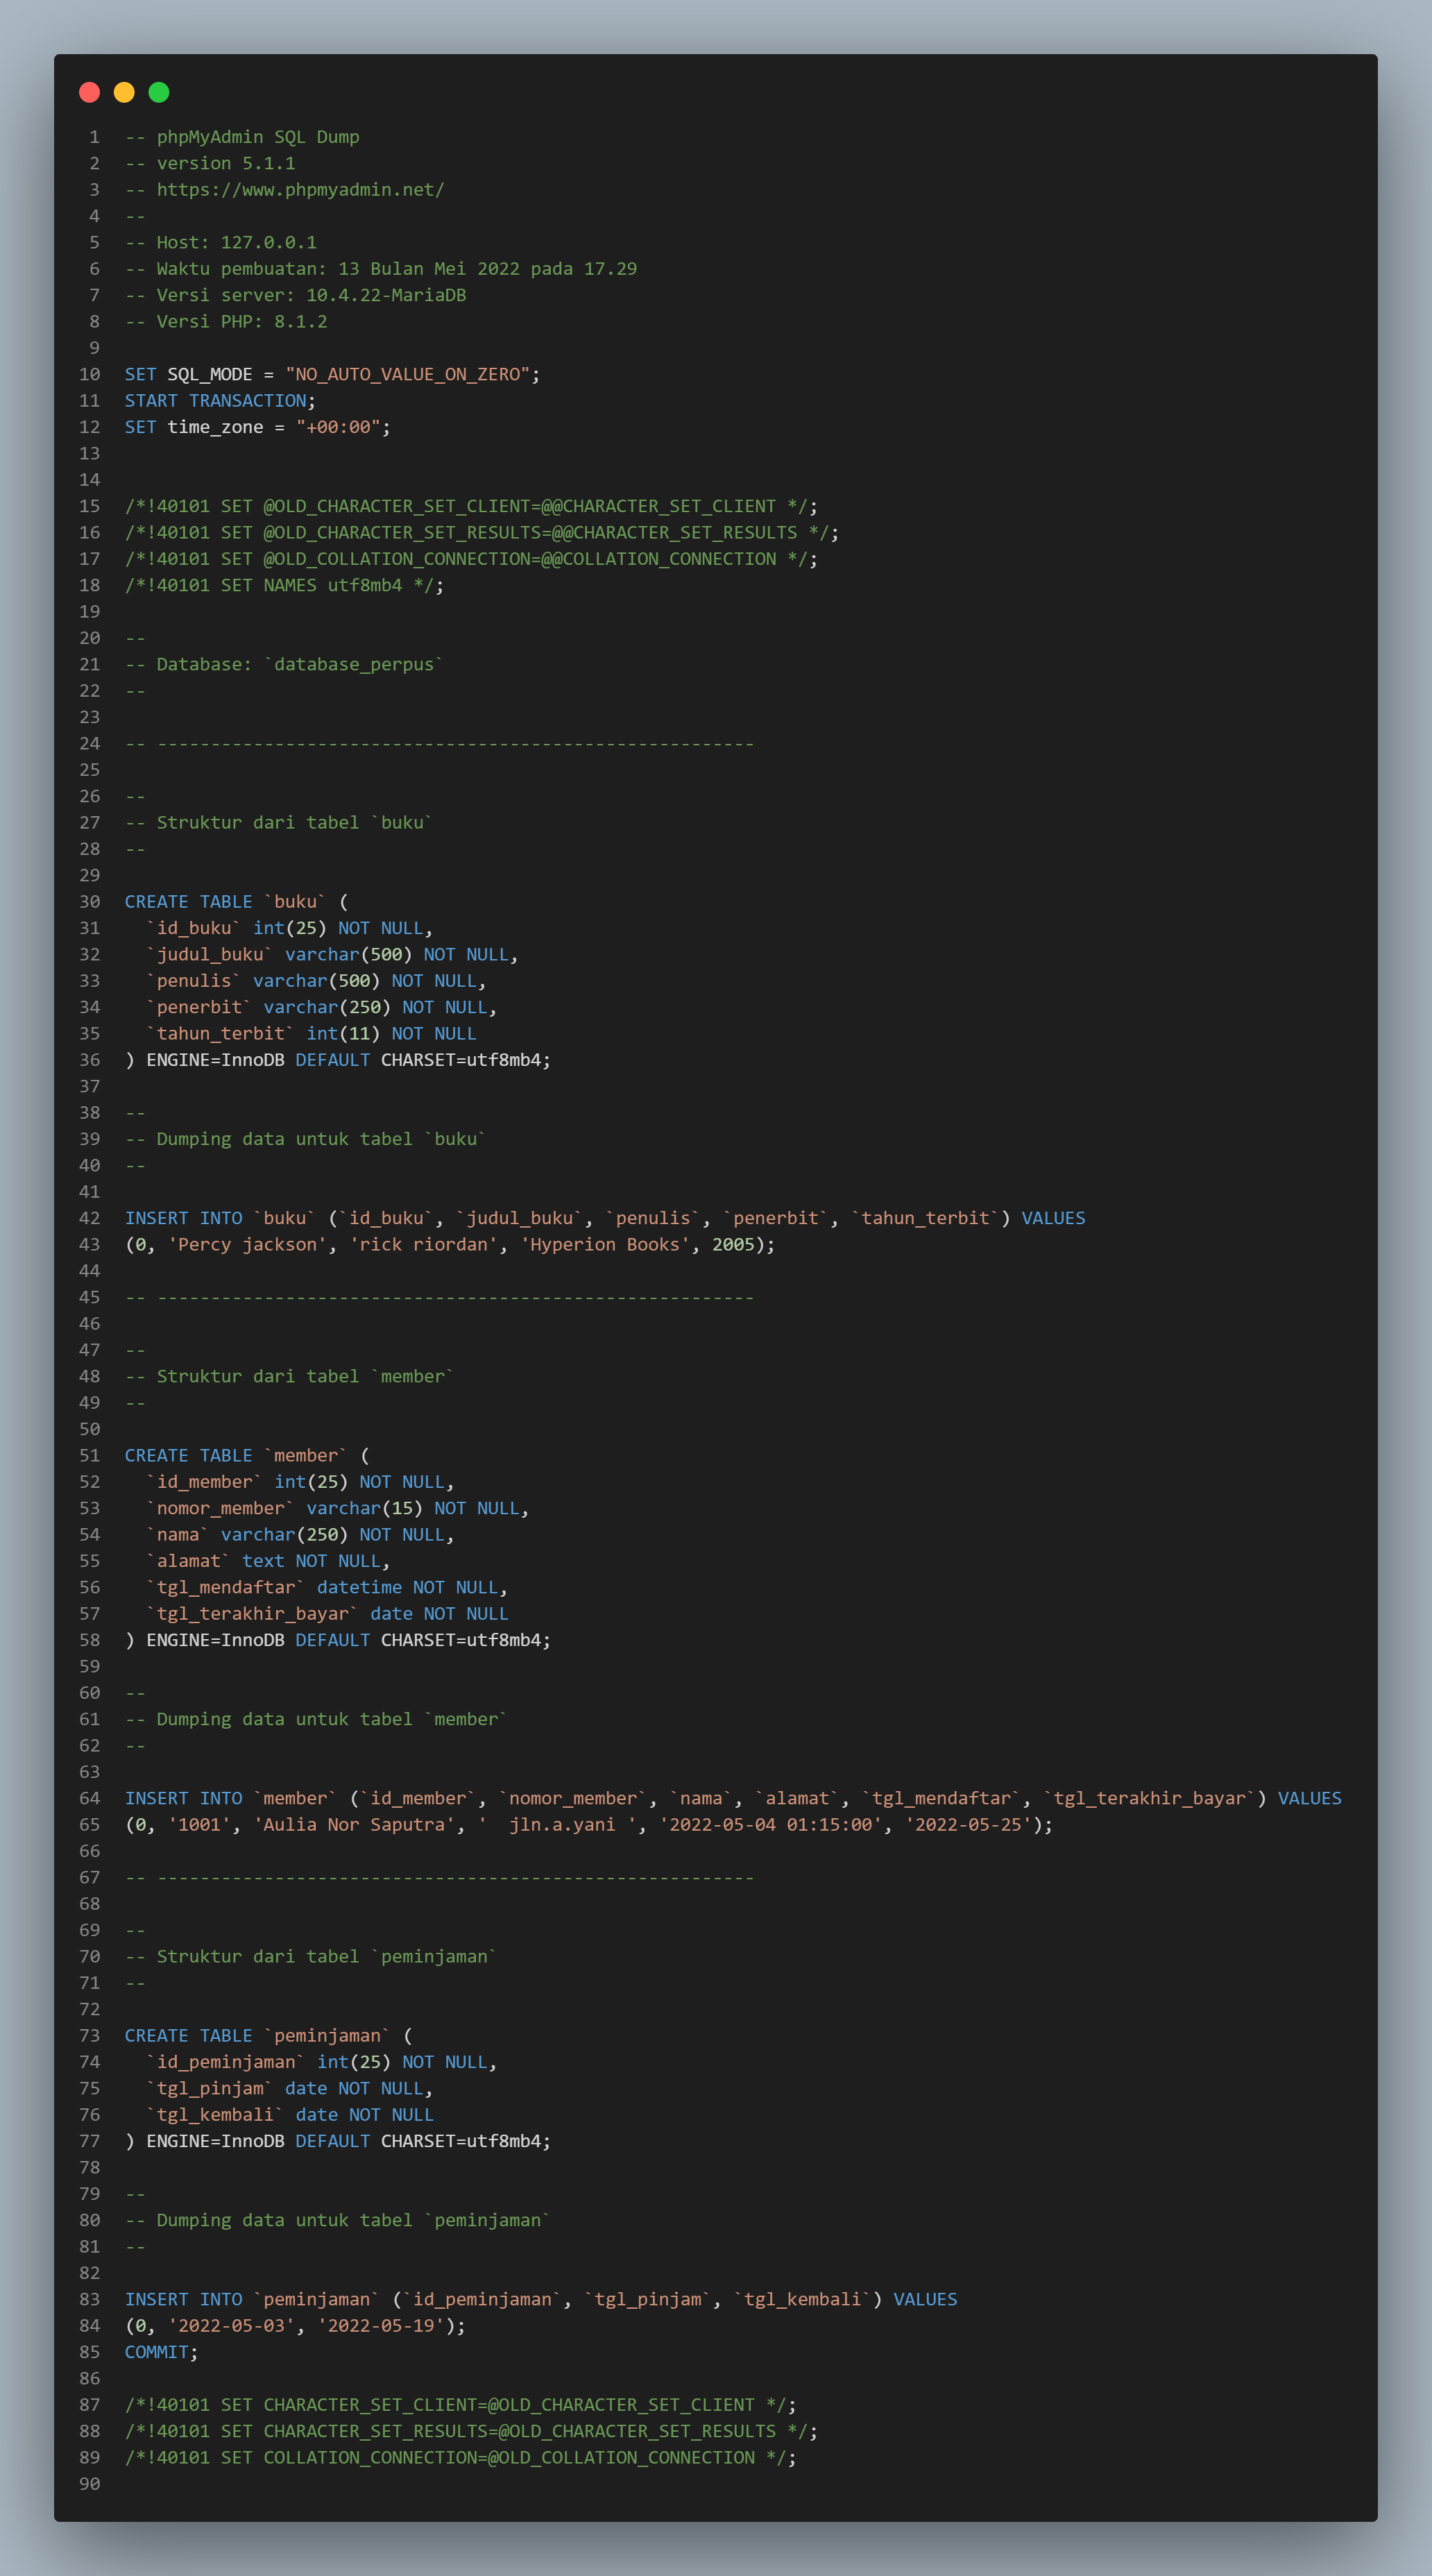 1 -- phpMyAdmin SQL Dump
2 -- version 5.1.1
3 -- https://www.phpmyadmin.net/
4 --
5 -- Host: 127.0.0.1
6 -- Waktu pembuatan: 13 Bulan Mei 2022 pada 17.29
7 -- Versi server: 10.4.22-MariaDB
8 -- Versi PHP: 8.1.2
9
10 SET SQL_MODE = "NO_AUTO_VALUE_ON_ZERO";
11 START TRANSACTION;
12 SET time_zone = "+00:00";
13
14
15 /*!40101 SET @OLD_CHARACTER_SET_CLIENT=@@CHARACTER_SET_CLIENT */;
16 /*!40101 SET @OLD_CHARACTER_SET_RESULTS=@@CHARACTER_SET_RESULTS */;
17 /*!40101 SET @OLD_COLLATION_CONNECTION=@@COLLATION_CONNECTION */;
18 /*!40101 SET NAMES utf8mb4 */;
19
20 --
21 -- Database: `database_perpus`
22 --
23
24 -- --------------------------------------------------------
25
26 --
27 -- Struktur dari tabel `buku`
28 --
29
30 CREATE TABLE `buku` (
31   `id_buku` int(25) NOT NULL,
32   `judul_buku` varchar(500) NOT NULL,
33   `penulis` varchar(500) NOT NULL,
34   `penerbit` varchar(250) NOT NULL,
35   `tahun_terbit` int(11) NOT NULL
36 ) ENGINE=InnoDB DEFAULT CHARSET=utf8mb4;
37
38 --
39 -- Dumping data untuk tabel `buku`
40 --
41
42 INSERT INTO `buku` (`id_buku`, `judul_buku`, `penulis`, `penerbit`, `tahun_terbit`) VALUES
43 (0, 'Percy jackson', 'rick riordan', 'Hyperion Books', 2005);
44
45 -- --------------------------------------------------------
46
47 --
48 -- Struktur dari tabel `member`
49 --
50
51 CREATE TABLE `member` (
52   `id_member` int(25) NOT NULL,
53   `nomor_member` varchar(15) NOT NULL,
54   `nama` varchar(250) NOT NULL,
55   `alamat` text NOT NULL,
56   `tgl_mendaftar` datetime NOT NULL,
57   `tgl_terakhir_bayar` date NOT NULL
58 ) ENGINE=InnoDB DEFAULT CHARSET=utf8mb4;
59
60 --
61 -- Dumping data untuk tabel `member`
62 --
63
64 INSERT INTO `member` (`id_member`, `nomor_member`, `nama`, `alamat`, `tgl_mendaftar`, `tgl_terakhir_bayar`) VALUES
65 (0, '1001', 'Aulia Nor Saputra', '  jln.a.yani ', '2022-05-04 01:15:00', '2022-05-25');
66
67 -- --------------------------------------------------------
68
69 --
70 -- Struktur dari tabel `peminjaman`
71 --
72
73 CREATE TABLE `peminjaman` (
74   `id_peminjaman` int(25) NOT NULL,
75   `tgl_pinjam` date NOT NULL,
76   `tgl_kembali` date NOT NULL
77 ) ENGINE=InnoDB DEFAULT CHARSET=utf8mb4;
78
79 --
80 -- Dumping data untuk tabel `peminjaman`
81 --
82
83 INSERT INTO `peminjaman` (`id_peminjaman`, `tgl_pinjam`, `tgl_kembali`) VALUES
84 (0, '2022-05-03', '2022-05-19');
85 COMMIT;
86
87 /*!40101 SET CHARACTER_SET_CLIENT=@OLD_CHARACTER_SET_CLIENT */;
88 /*!40101 SET CHARACTER_SET_RESULTS=@OLD_CHARACTER_SET_RESULTS */;
89 /*!40101 SET COLLATION_CONNECTION=@OLD_COLLATION_CONNECTION */;
90